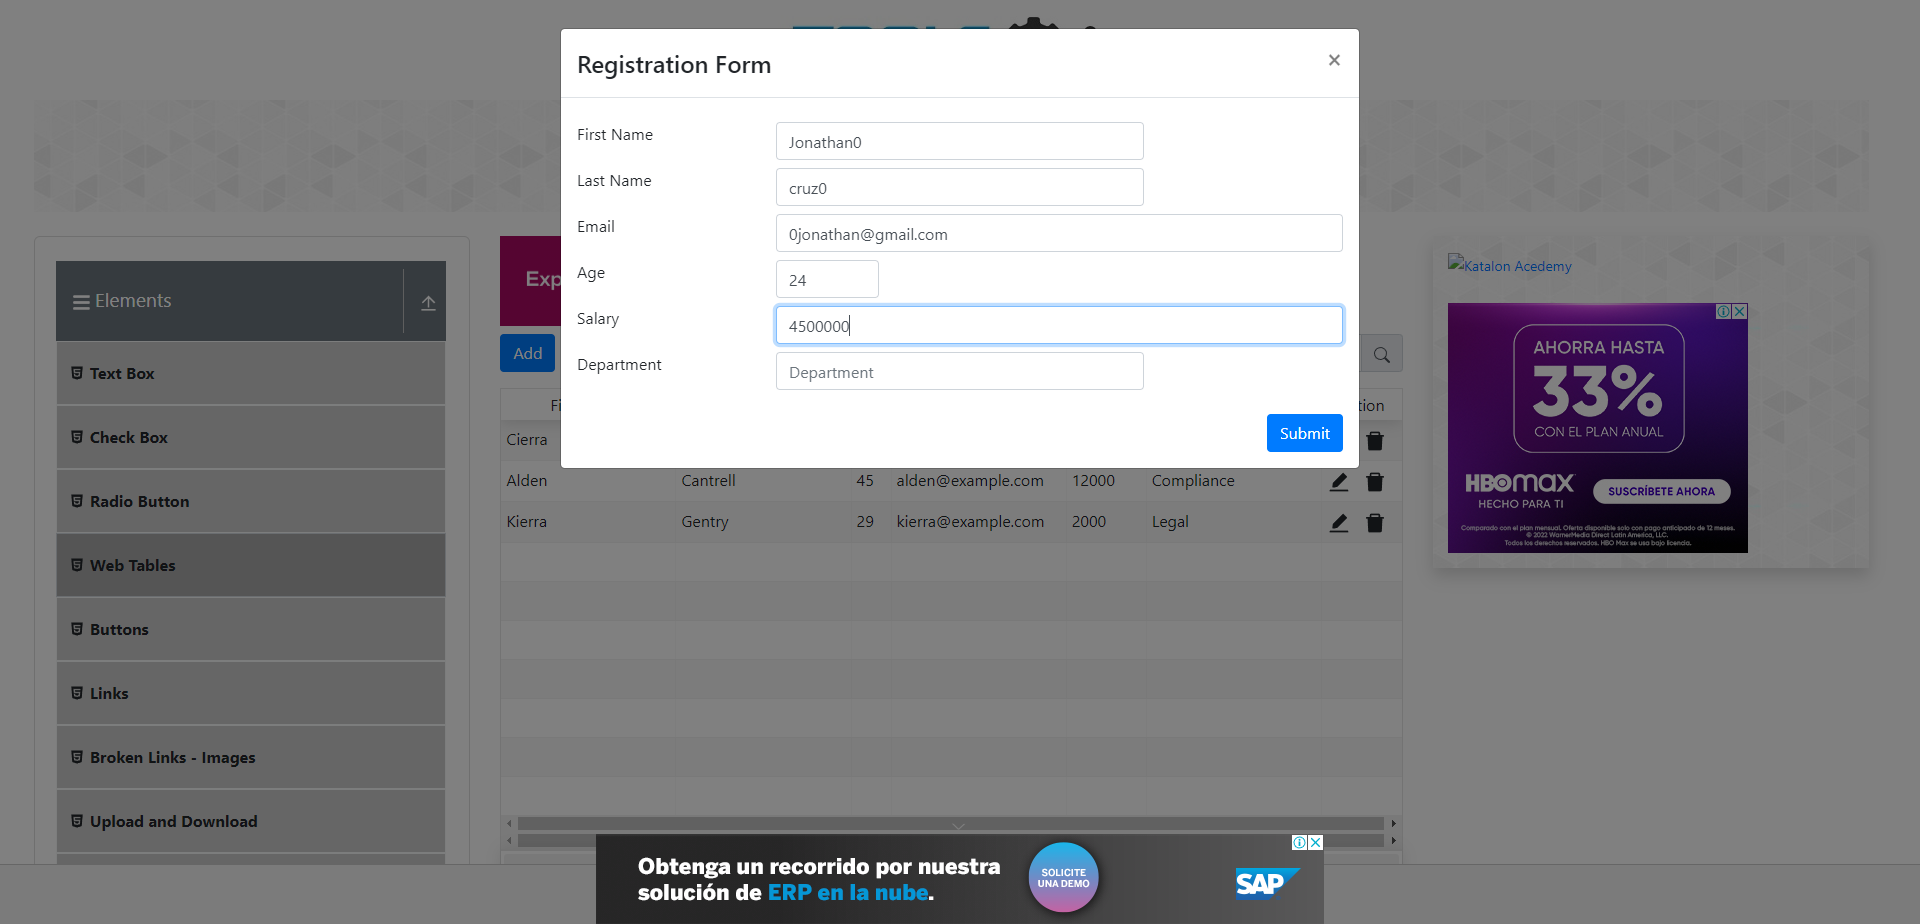 Registration Form
×
First Name
Jonathan0
Last Name
cruz0
Email
0jonathan@gmail.com
Age
24
Salary
4500000
Department
Department
Submit
Elements
Text Box
Check Box
Radio Button
Web Tables
Buttons
Links
Broken Links - Images
Upload and Download
Exp
Add
Fi
tion
Cierra
Alden Cantrell 45 alden@example.com 12000 Compliance
Kierra Gentry 29 kierra@example.com 2000 Legal
Katalon Acedemy
AHORRA HASTA
33%
CON EL PLAN ANUAL
HBOMAX
HECHO PARA TI
SUSCRÍBETE AHORA
Comparado con el plan mensual. Oferta disponible solo con pago anticipado de 12 meses.
© 2022 WarnerMedia Direct Latin America, LLC.
Todos los derechos reservados. HBO Max se usa bajo licencia.
Obtenga un recorrido por nuestra
solución de ERP en la nube.
SOLICITE
UNA DEMO
SAP